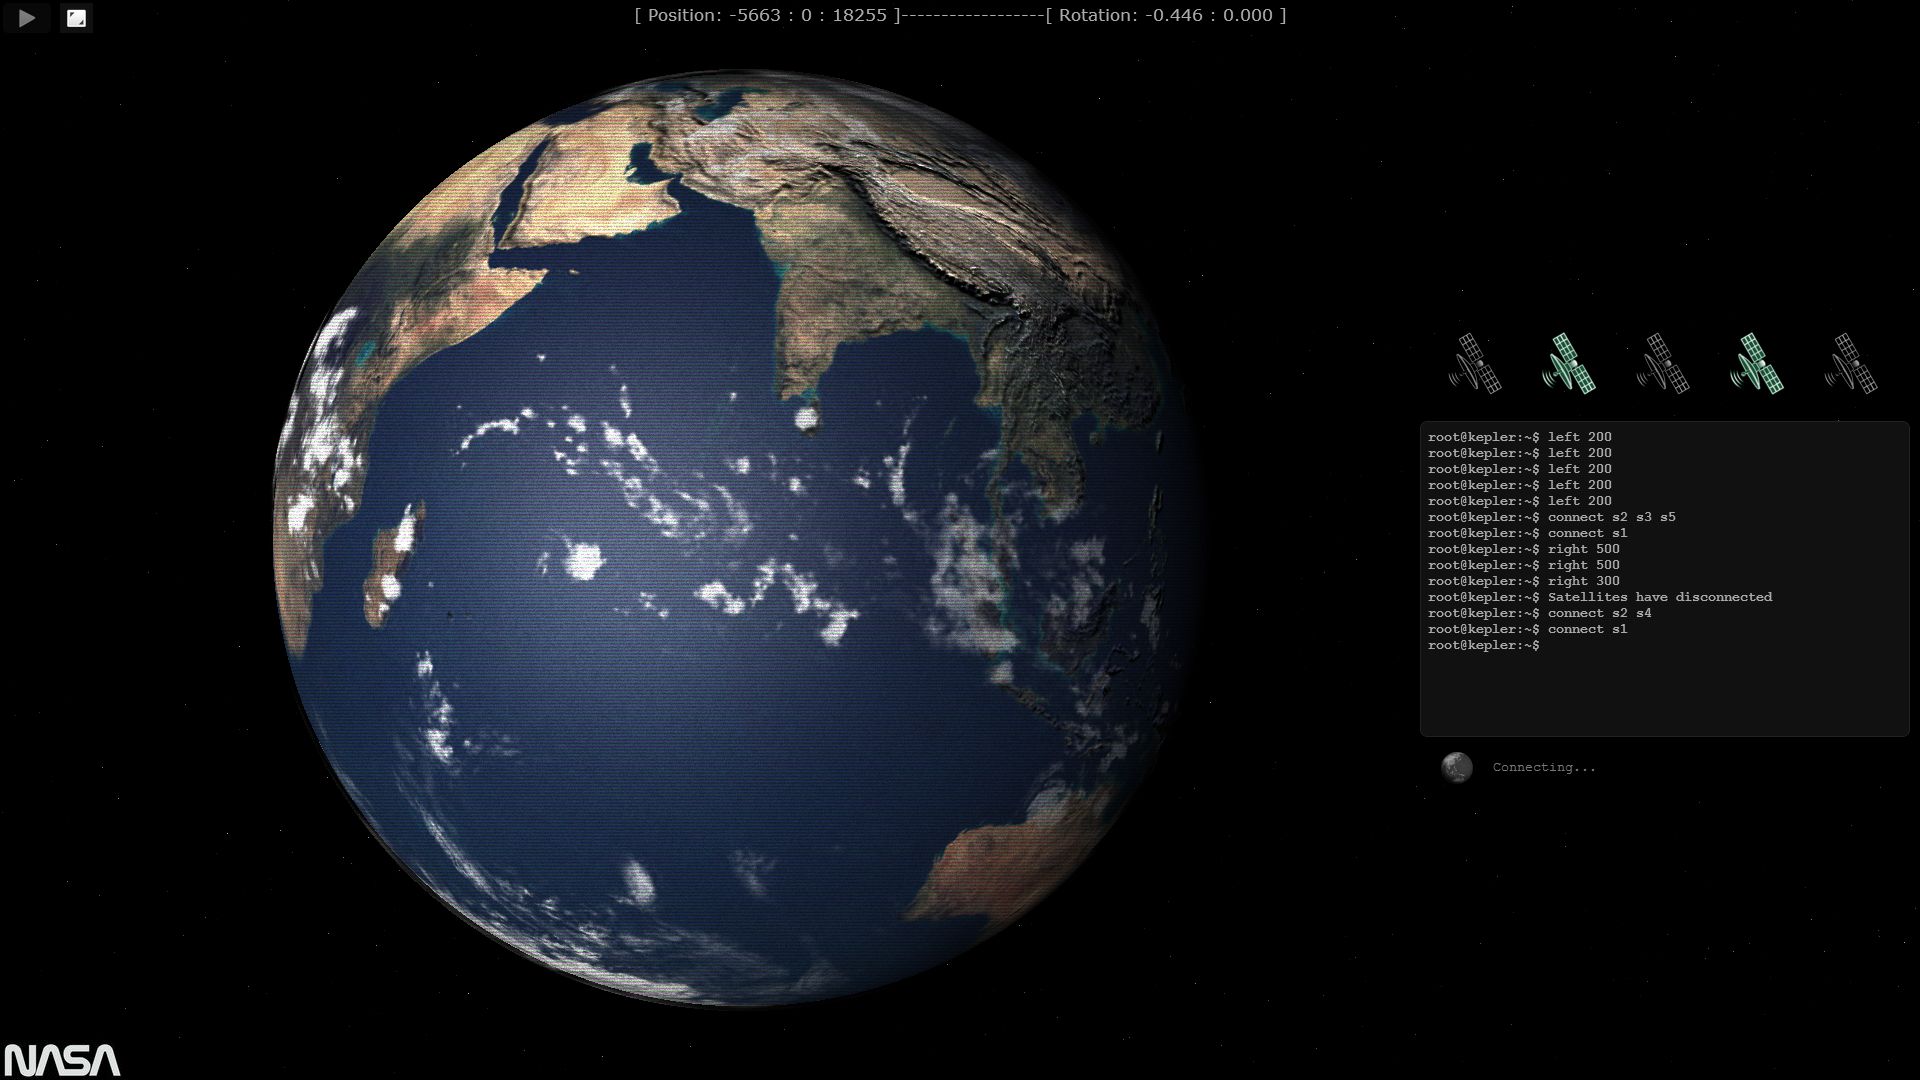 [ Position: -5663 : 0 : 18255 ]------------------[ Rotation: -0.446 : 0.000 ]
root@kepler:~$ left 200
root@kepler:~$ left 200
root@kepler:~$ left 200
root@kepler:~$ left 200
root@kepler:~$ left 200
root@kepler:~$ connect s2 s3 s5
root@kepler:~$ connect s1
root@kepler:~$ right 500
root@kepler:~$ right 500
root@kepler:~$ right 300
root@kepler:~$ Satellites have disconnected
root@kepler:~$ connect s2 s4
root@kepler:~$ connect s1
root@kepler:~$
Connecting...
NASA